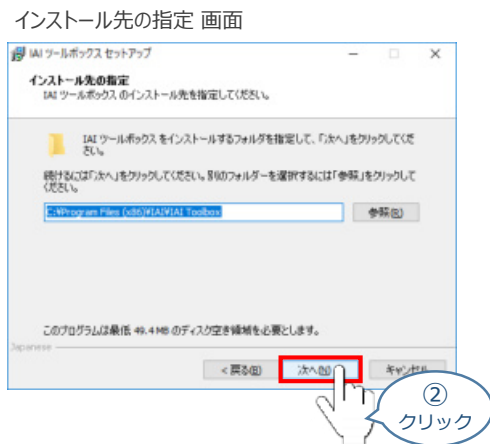 インストール先の指定 画面
IAI ツールボックス セットアップ
インストール先の指定
IAI ツールボックス のインストール先を指定してください。
IAI ツールボックス をインストールするフォルダを指定して、「次へ」をクリックしてくだ
さい。
続けるには「次へ」をクリックしてください。別のフォルダーを選択するには「参照」をクリックして
ください。
C:¥Program Files (x86)¥IAI¥IAI Toolbox
参照(R)
このプログラムは最低 49.4 MB のディスク空き領域を必要とします。
Japanese
< 戻る(B)
次へ(N)
キャンセル
②
クリック